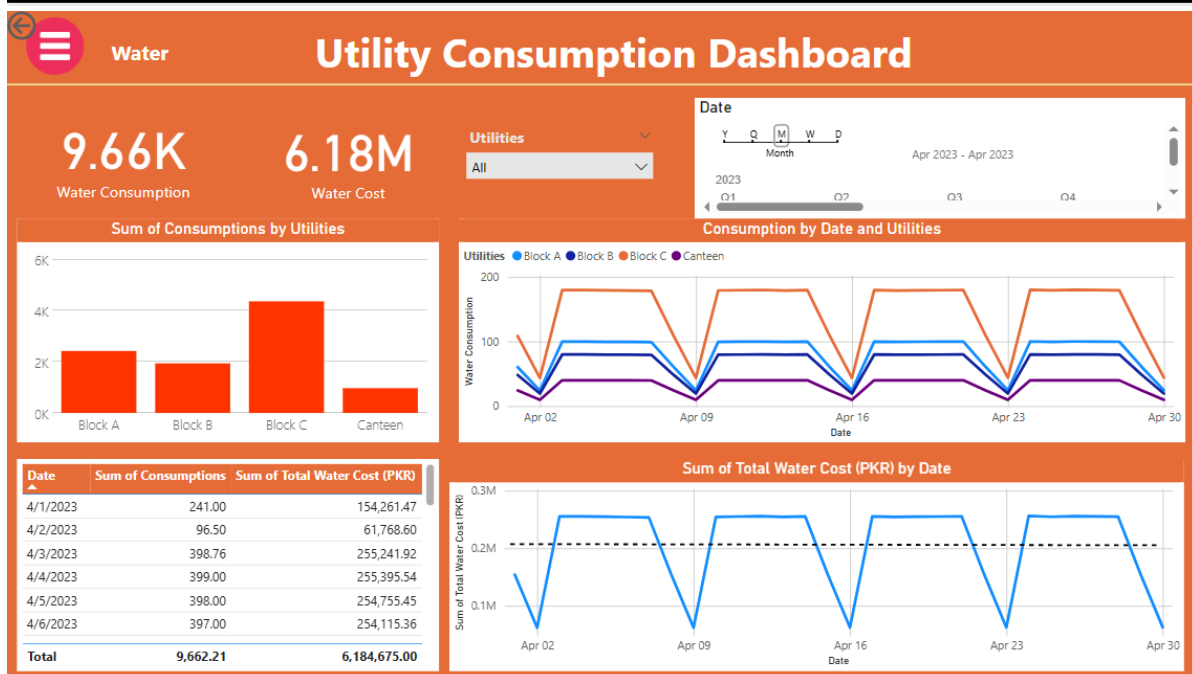 Water
Utility Consumption Dashboard
9.66K
Water Consumption
6.18M
Water Cost
Utilities
All
Date
Y Q M W D
Month
Apr 2023 - Apr 2023
2023
Q1 Q2 Q3 Q4
Sum of Consumptions by Utilities
6K
4K
2K
0K
Block A Block B Block C Canteen
Consumption by Date and Utilities
Utilities Block A Block B Block C Canteen
Water Consumption
200
100
0
Apr 02 Apr 09 Apr 16 Apr 23 Apr 30
Date
Date Sum of Consumptions Sum of Total Water Cost (PKR)
4/1/2023 241.00 154,261.47
4/2/2023 96.50 61,768.60
4/3/2023 398.76 255,241.92
4/4/2023 399.00 255,395.54
4/5/2023 398.00 254,755.45
4/6/2023 397.00 254,115.36
Total 9,662.21 6,184,675.00
Sum of Total Water Cost (PKR) by Date
Sum of Total Water Cost (PKR)
0.3M
0.2M
0.1M
Apr 02 Apr 09 Apr 16 Apr 23 Apr 30
Date